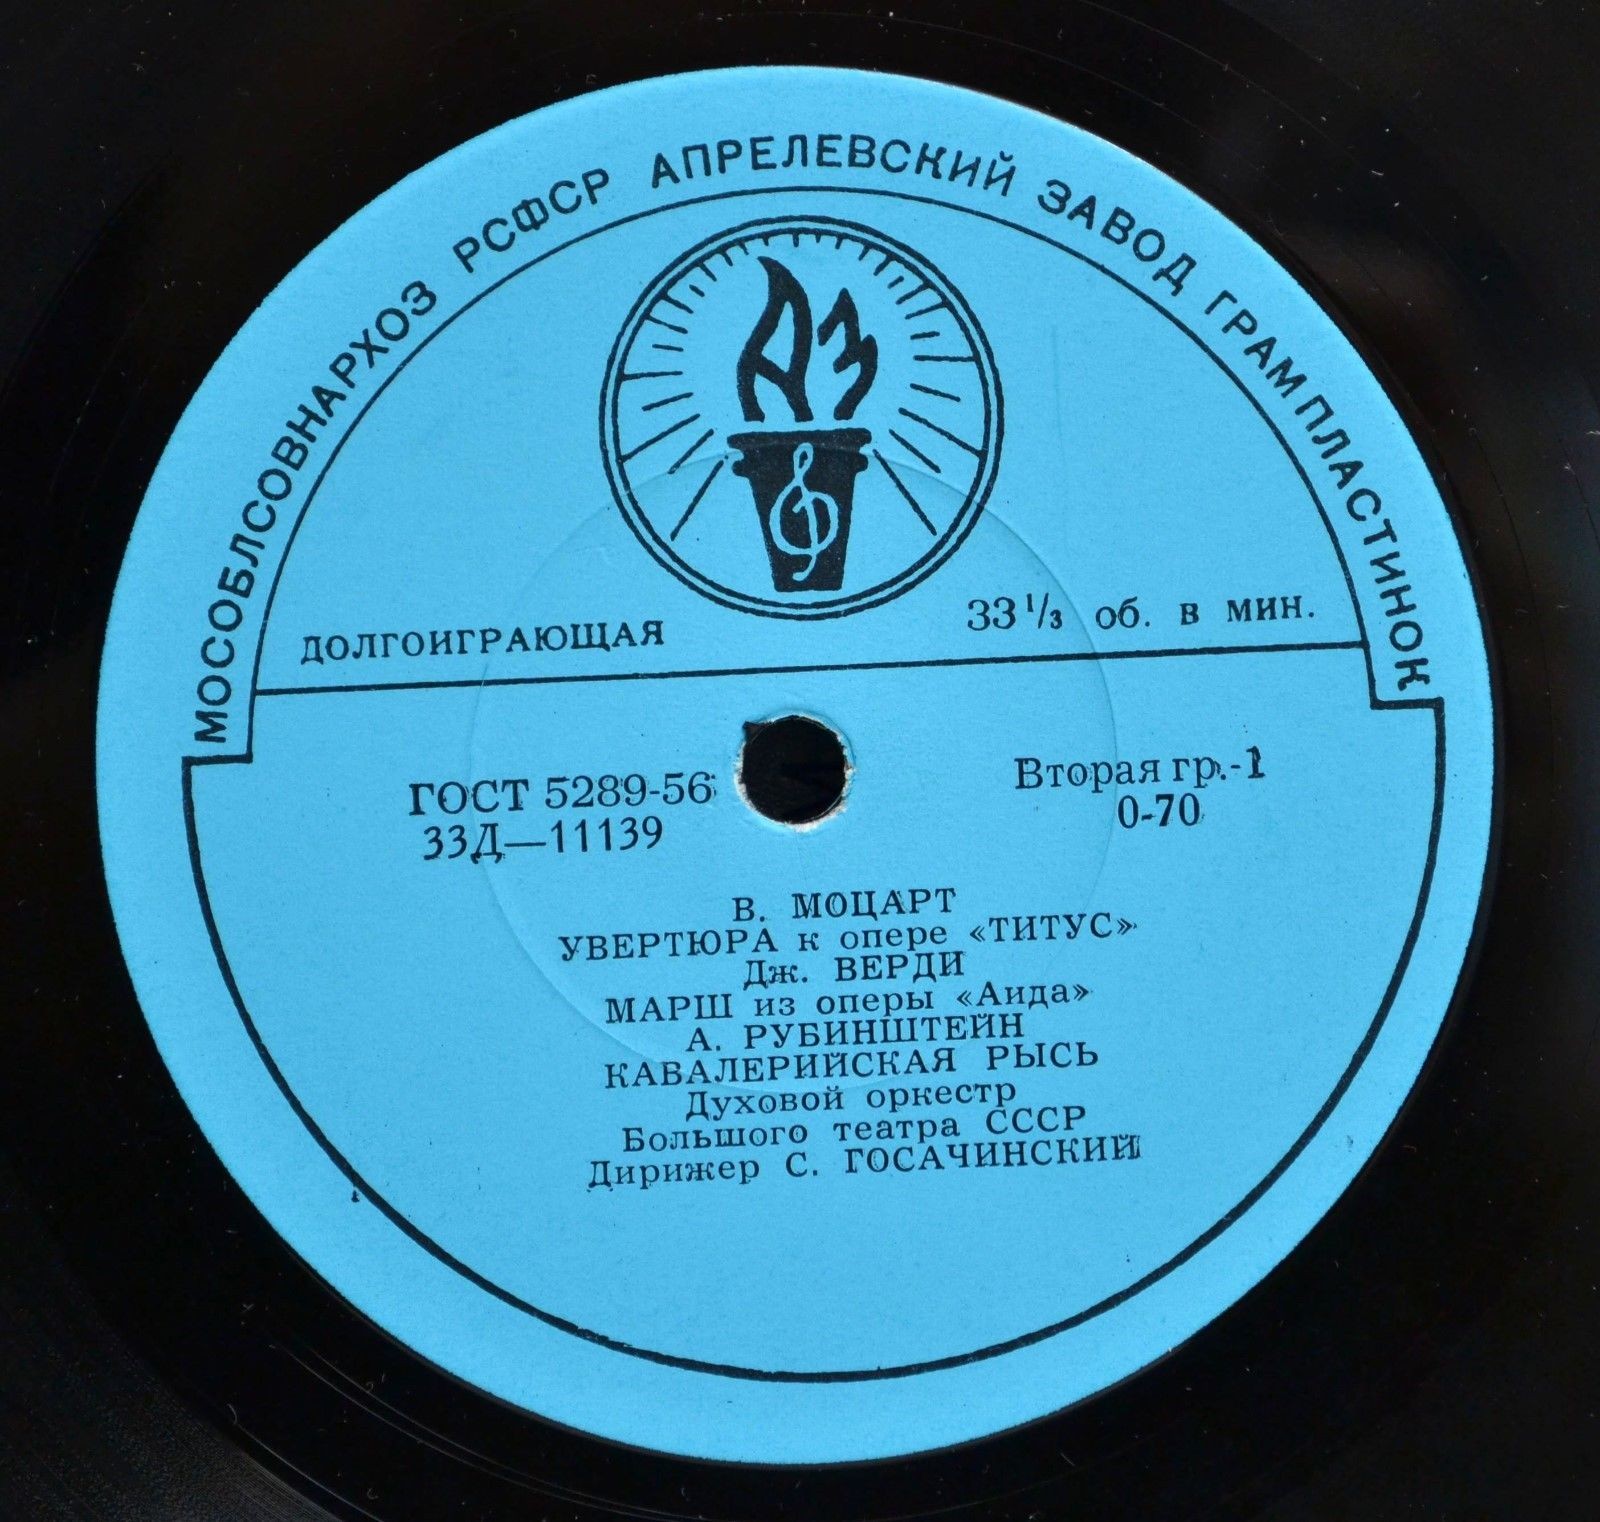 МОСОБЛСОВНАРХОЗ РСФСР АПРЕЛЕВСКИЙ ЗАВОД ГРАМПЛАСТИНОК
АЗ
ДОЛГОИГРАЮЩАЯ
33 1/3 об. в мин.
ГОСТ 5289-56
33Д—11139
Вторая гр.-1
0-70
В. МОЦАРТ
УВЕРТЮРА к опере «ТИТУС»
Дж. ВЕРДИ
МАРШ из оперы «Аида»
А. РУБИНШТЕЙН
КАВАЛЕРИЙСКАЯ РЫСЬ
Духовой оркестр
Большого театра СССР
Дирижер С. ГОСАЧИНСКИЙ